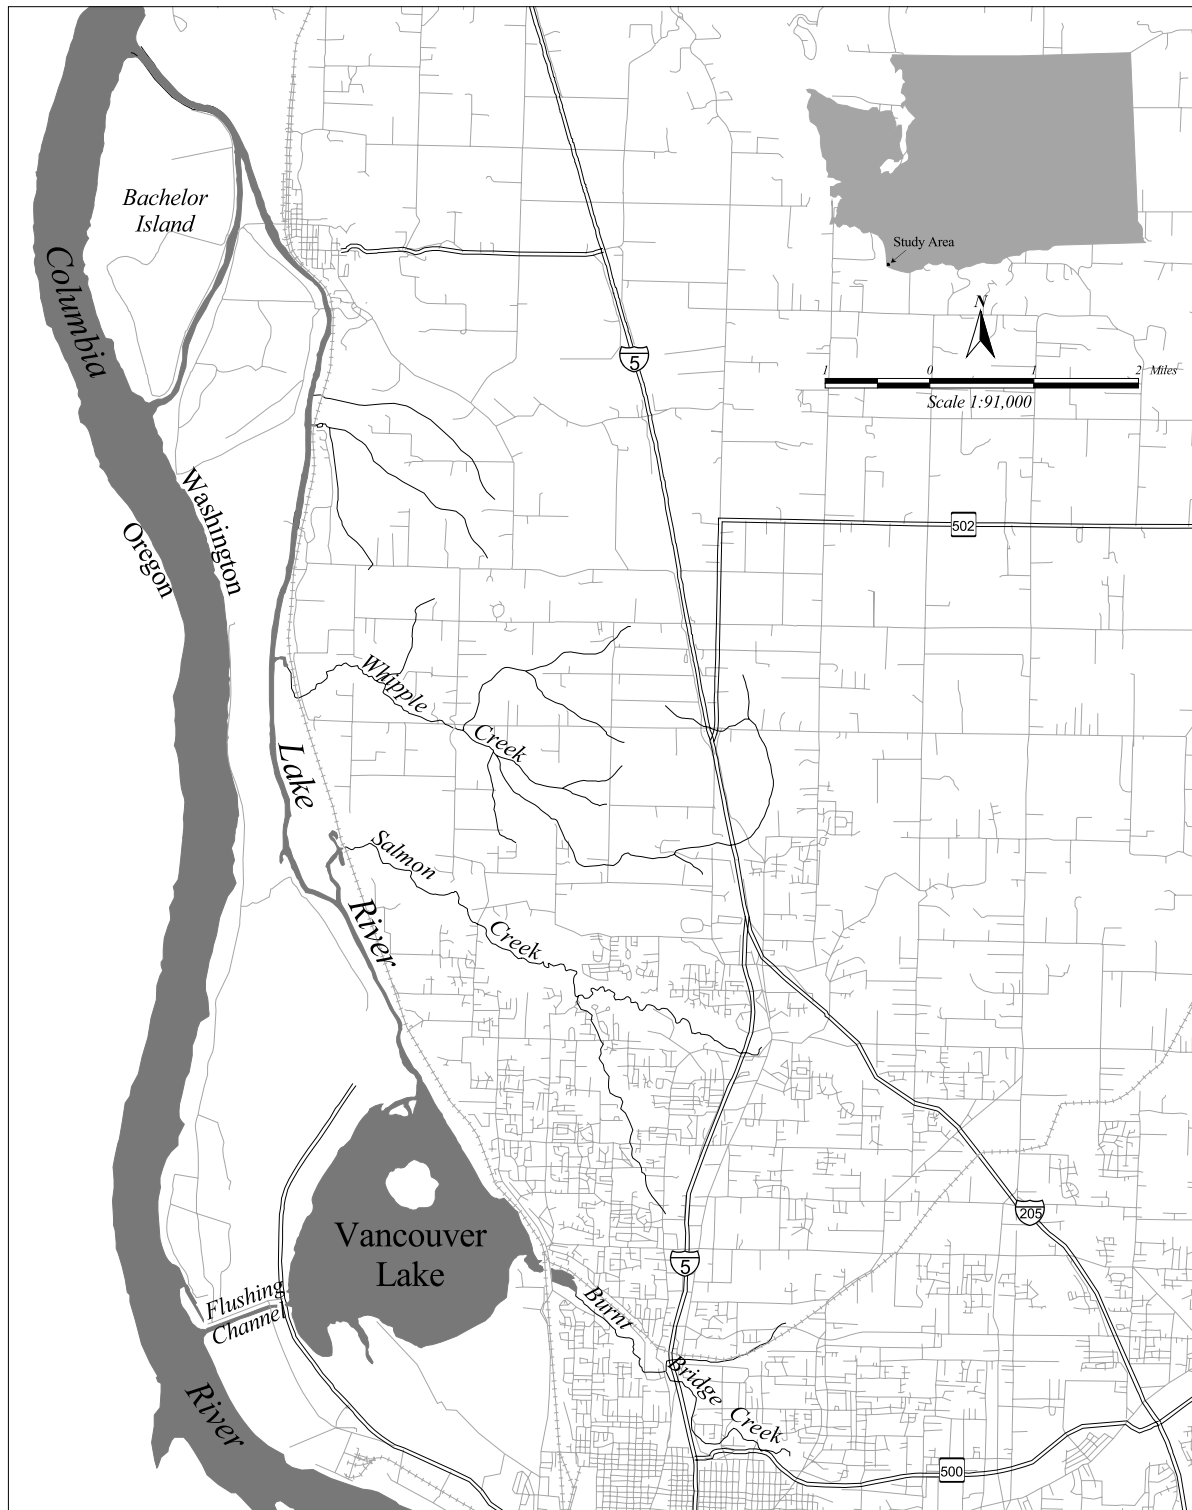 Bachelor
Island
Columbia
Study Area
N
1 0 1 2 Miles
Scale 1:91,000
5
Washington
Oregon
502
Whipple
Creek
Lake
River
Salmon
Creek
205
Vancouver
Lake
5
Flushing
Channel
Burnt
Bridge
Creek
River
500